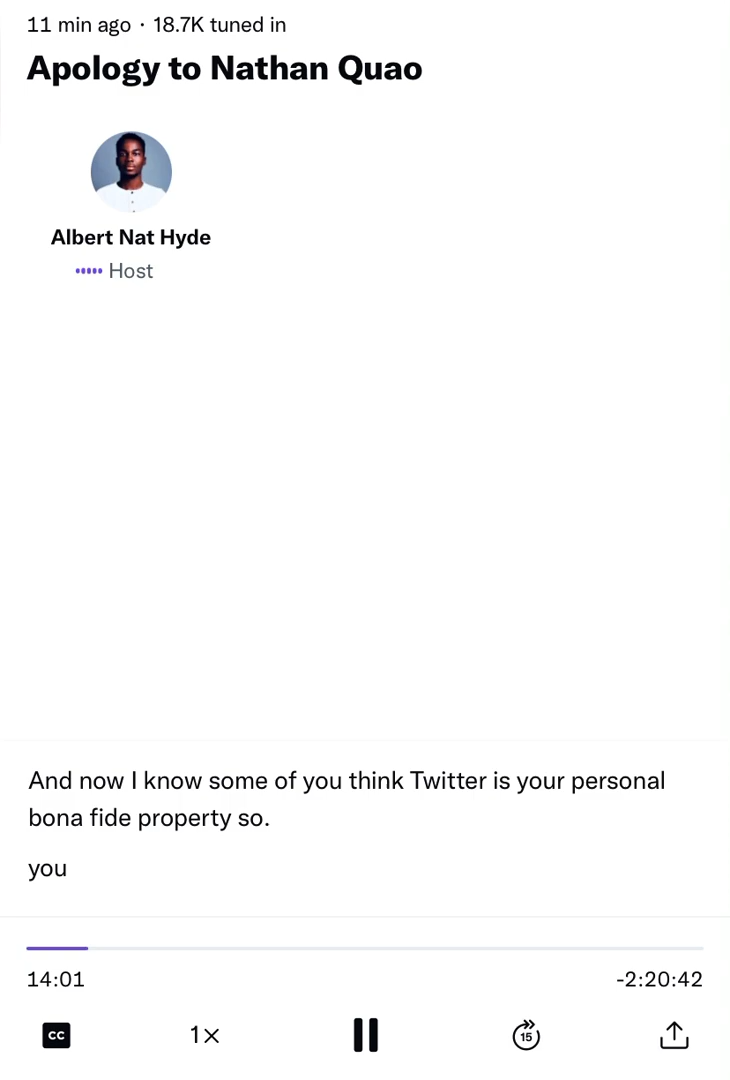 11 min ago · 18.7K tuned in
Apology to Nathan Quao
Albert Nat Hyde
Host
And now I know some of you think Twitter is your personal
bona fide property so.
you
14:01 -2:20:42
CC 1× 15